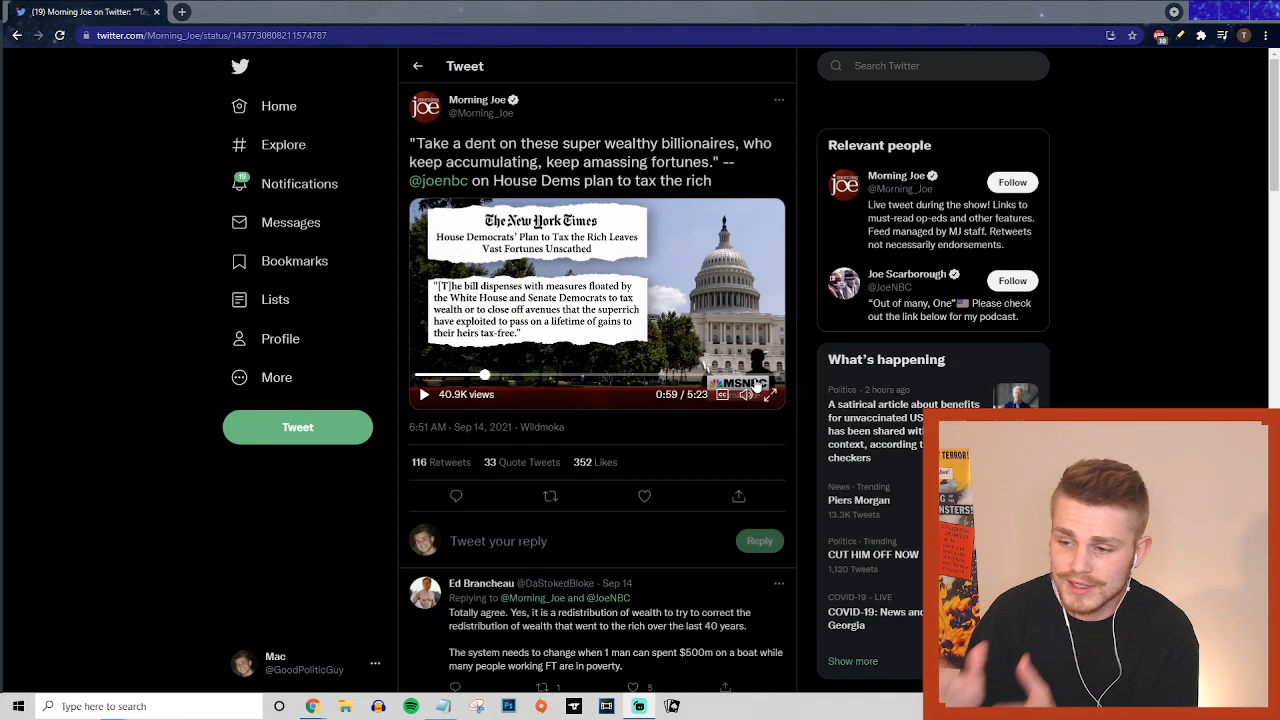 (19) Morning Joe on Twitter: "“Ta
twitter.com/Morning_Joe/status/1437730808211574787
10
T
Home
Explore
19
Notifications
Messages
Bookmarks
Lists
Profile
More
Tweet
Mac
@GoodPoliticGuy
Tweet
Morning Joe
@Morning_Joe
"Take a dent on these super wealthy billionaires, who
keep accumulating, keep amassing fortunes." --
@joenbc on House Dems plan to tax the rich
The New York Times
House Democrats’ Plan to Tax the Rich Leaves
Vast Fortunes Unscathed
“[T]he bill dispenses with measures floated by
the White House and Senate Democrats to tax
wealth or to close off avenues that the superrich
have exploited to pass on a lifetime of gains to
their heirs tax-free.”
MSNBC
40.9K views
0:59 / 5:23
CC
6:51 AM · Sep 14, 2021 · Wildmoka
116 Retweets 33 Quote Tweets 352 Likes
Tweet your reply
Reply
Ed Brancheau @DaStokedBloke · Sep 14
Replying to @Morning_Joe and @JoeNBC
Totally agree. Yes, it is a redistribution of wealth to try to correct the
redistribution of wealth that went to the rich over the last 40 years.
The system needs to change when 1 man can spent $500m on a boat while
many people working FT are in poverty.
1
5
Search Twitter
Relevant people
joe
Morning Joe
@Morning_Joe
Follow
Live tweet during the show! Links to
must-read op-eds and other features.
Feed managed by MJ staff. Retweets
not necessarily endorsements.
Joe Scarborough
@JoeNBC
Follow
“Out of many, One”🇺🇸 Please check
out the link below for my podcast.
What’s happening
Politics · 2 hours ago
A satirical article about benefits
for unvaccinated US
has been shared with
context, according t
checkers
News · Trending
Piers Morgan
13.3K Tweets
Politics · Trending
CUT HIM OFF NOW
1,120 Tweets
COVID-19 · LIVE
COVID-19: News and
Georgia
Show more
TERROR!
Type here to search